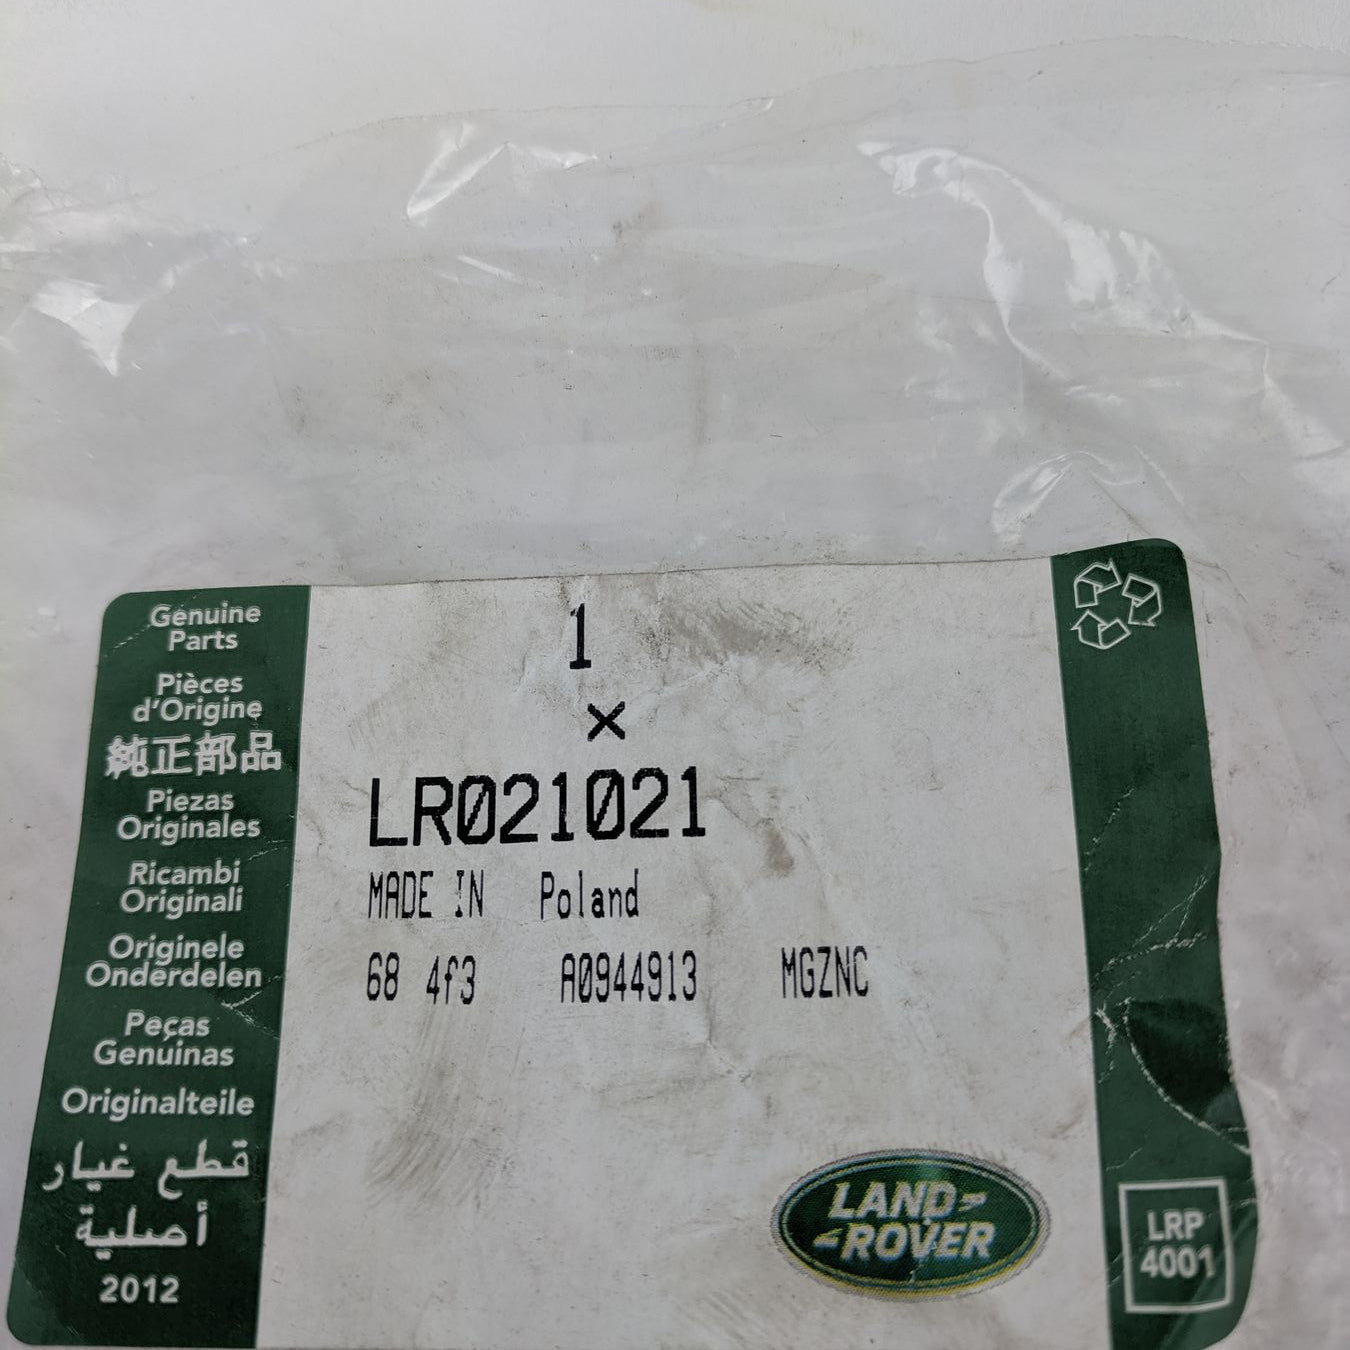 Genuine
Parts
Pièces
d'Origine
純正部品
Piezas
Originales
Ricambi
Originali
Originele
Onderdelen
Peças
Genuinas
Originalteile
قطع غيار
أصلية
2012
1
×
LR021021
MADE IN Poland
68 4f3 A0944913 MGZNC
LAND
ROVER
LRP
4001